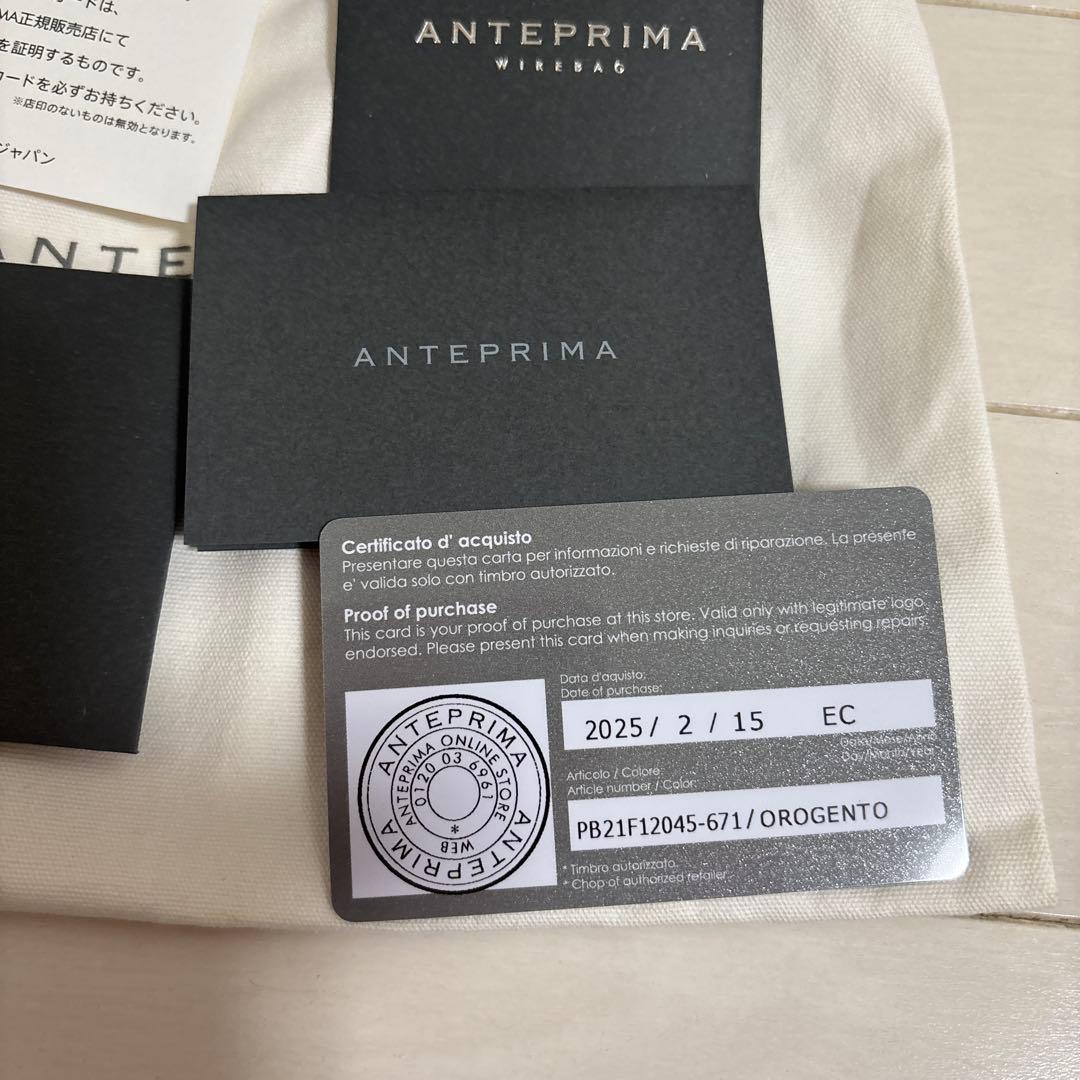 ードは、
MA正規販売店にて
を証明するものです。
コードを必ずお持ちください。
※店印のないものは無効となります。
ジャパン
ANTEPRIMA
WIREBAG
ANTE
ANTEPRIMA
Certificato d' acquisto
Presentare questa carta per informazioni e richieste di riparazione. La presente
e' valida solo con timbro autorizzato.
Proof of purchase
This card is your proof of purchase at this store. Valid only with legitimate logo
endorsed. Please present this card when making inquiries or requesting repairs.
Data d'aquisto:
Date of purchase:
2025/ 2 / 15 EC
Day/Month/Year
Articolo / Colore:
Article number / Color:
PB21F12045-671/OROGENTO
* Timbro autorizzato
* Chop of authorized retailer
ANTEPRIMA
ANTEPRIMA ONLINE STORE
0120 03 6961
* WEB
ANTEPRIMA